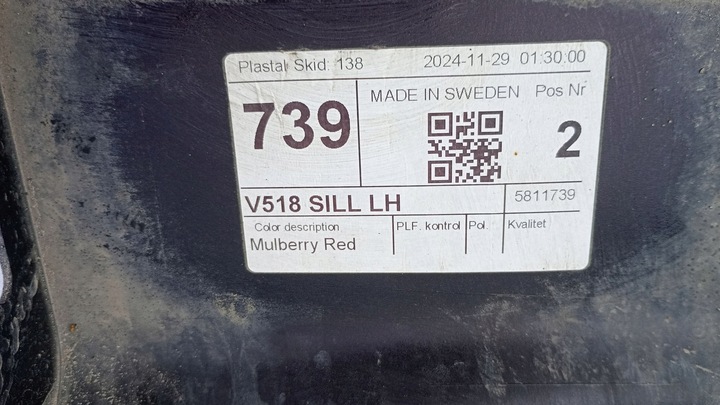 Plastal Skid: 138 2024-11-29 01:30:00
739 MADE IN SWEDEN Pos Nr
2
V518 SILL LH 5811739
Color description PLF. kontrol Pol. Kvalitet
Mulberry Red